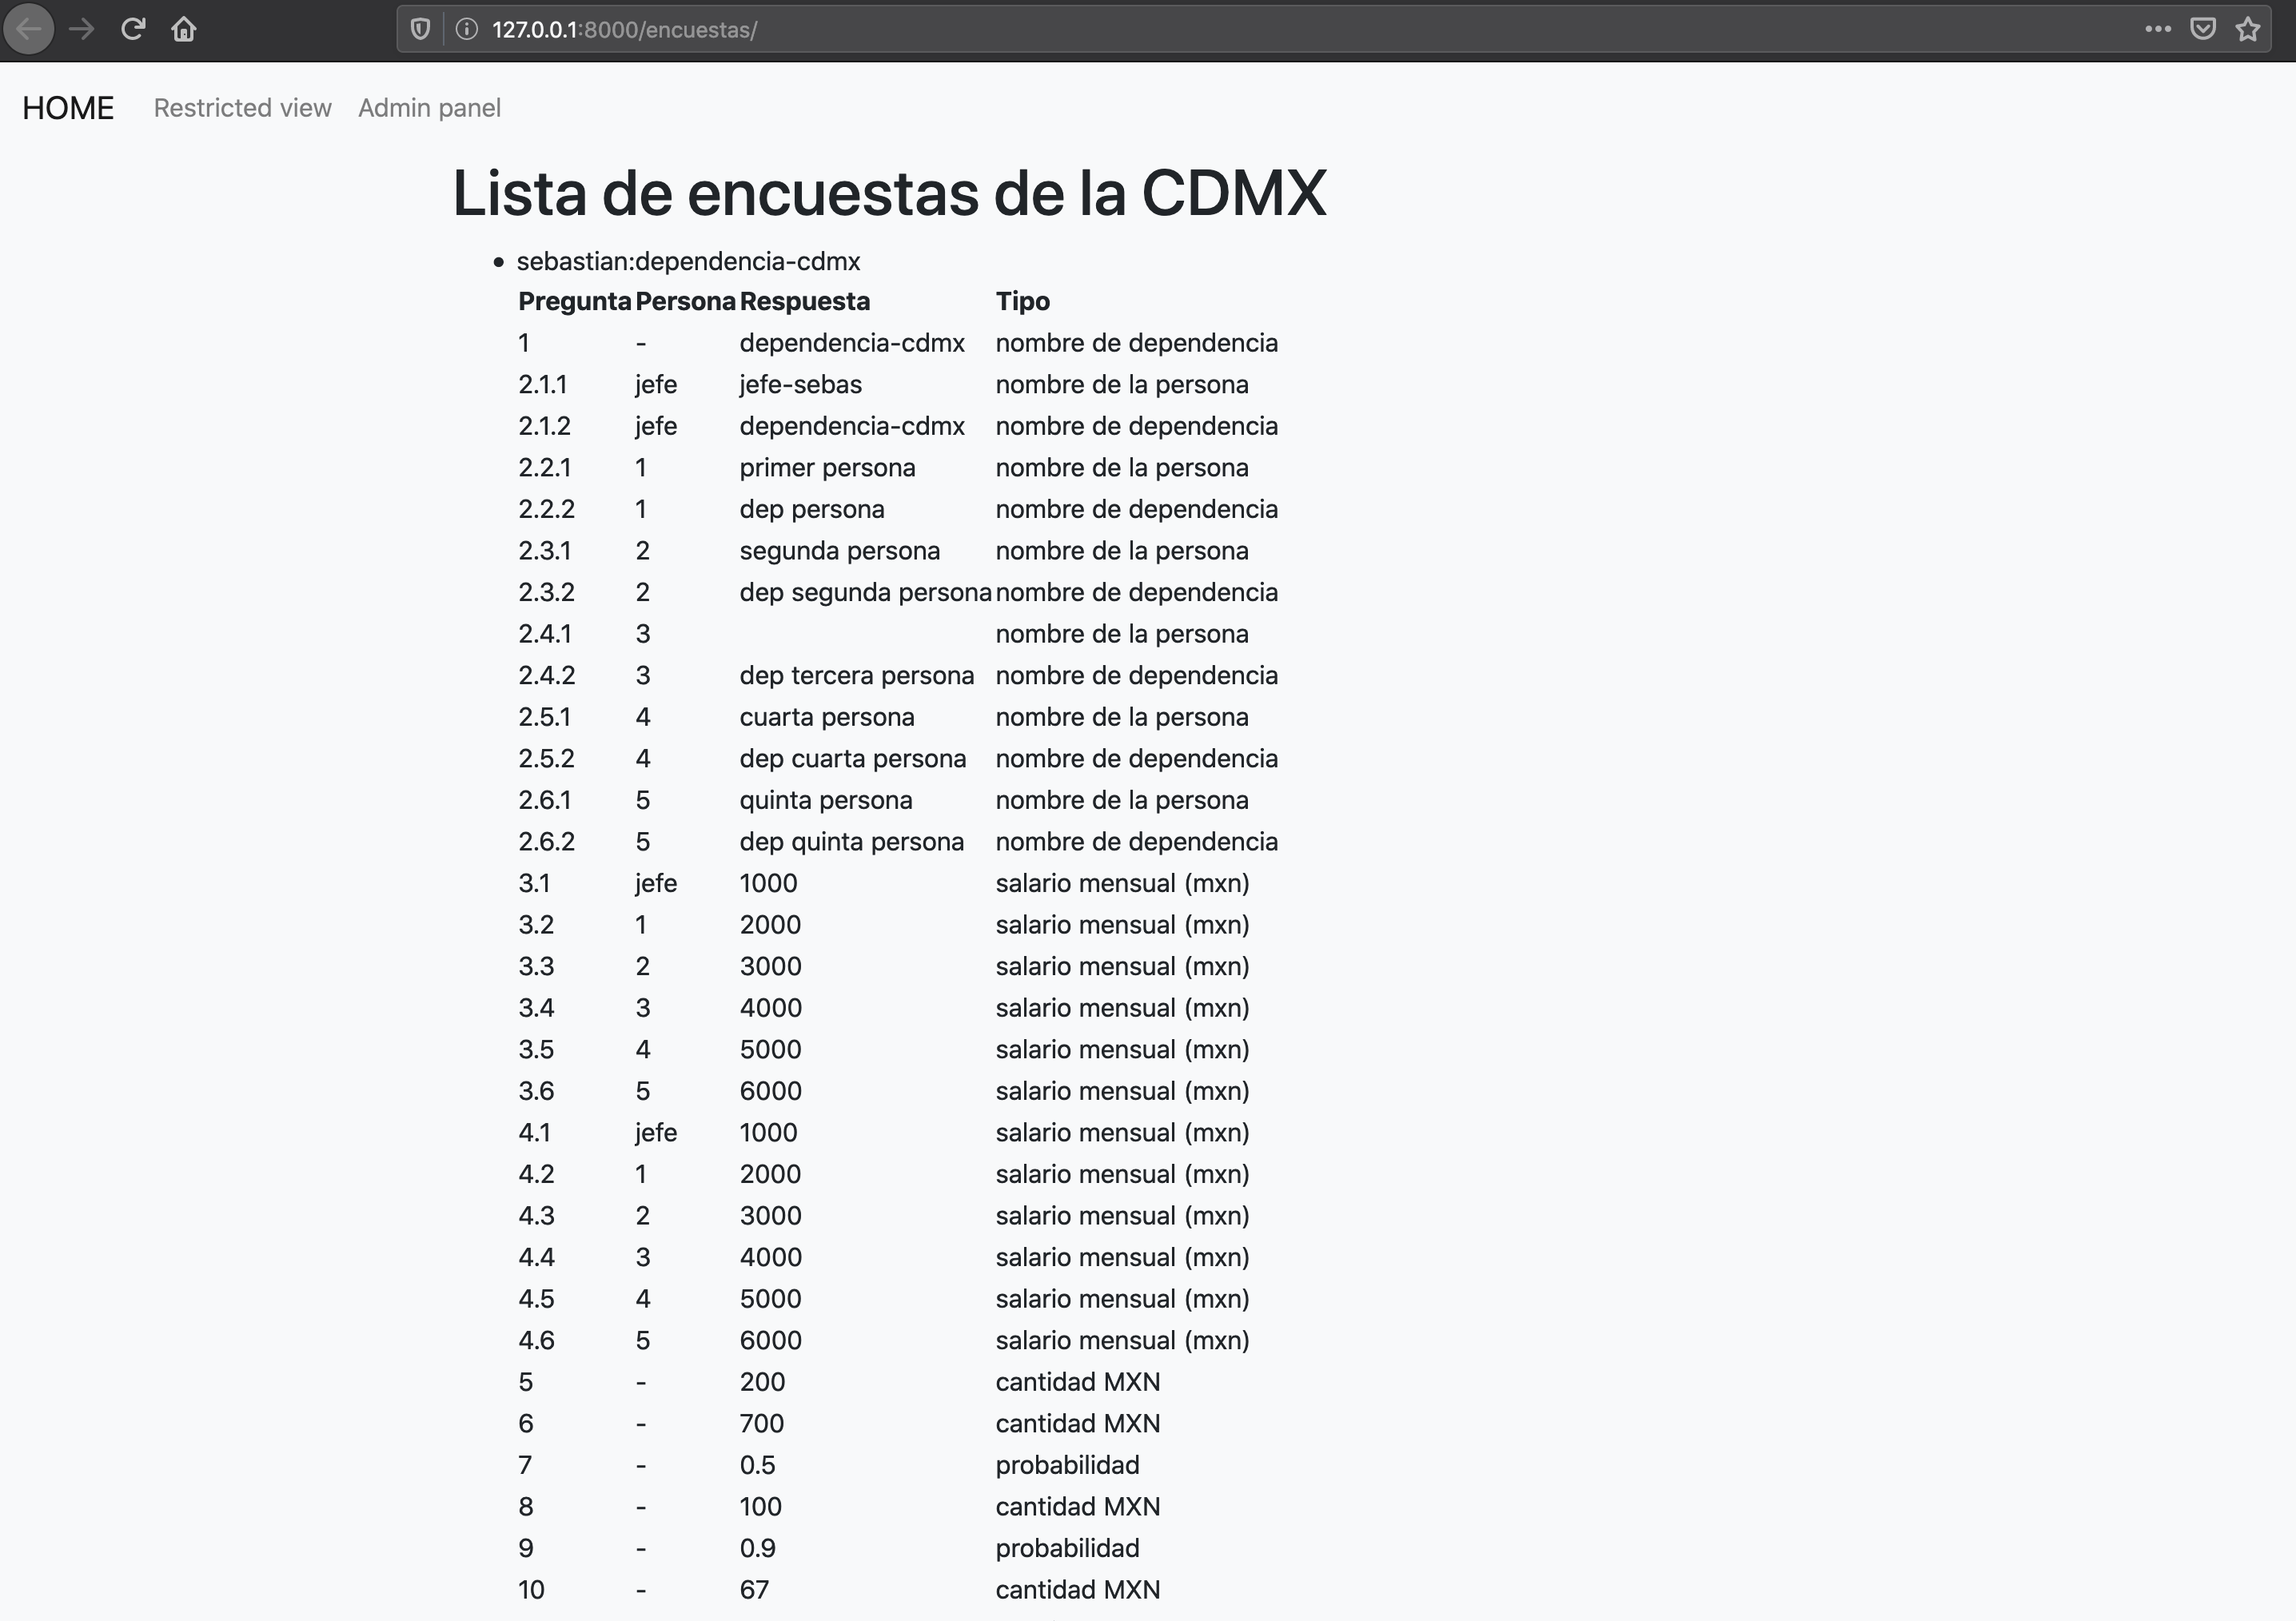 127.0.0.1:8000/encuestas/
HOME Restricted view Admin panel
Lista de encuestas de la CDMX
• sebastian:dependencia-cdmx
Pregunta Persona Respuesta Tipo
1 - dependencia-cdmx nombre de dependencia
2.1.1 jefe jefe-sebas nombre de la persona
2.1.2 jefe dependencia-cdmx nombre de dependencia
2.2.1 1 primer persona nombre de la persona
2.2.2 1 dep persona nombre de dependencia
2.3.1 2 segunda persona nombre de la persona
2.3.2 2 dep segunda persona nombre de dependencia
2.4.1 3 nombre de la persona
2.4.2 3 dep tercera persona nombre de dependencia
2.5.1 4 cuarta persona nombre de la persona
2.5.2 4 dep cuarta persona nombre de dependencia
2.6.1 5 quinta persona nombre de la persona
2.6.2 5 dep quinta persona nombre de dependencia
3.1 jefe 1000 salario mensual (mxn)
3.2 1 2000 salario mensual (mxn)
3.3 2 3000 salario mensual (mxn)
3.4 3 4000 salario mensual (mxn)
3.5 4 5000 salario mensual (mxn)
3.6 5 6000 salario mensual (mxn)
4.1 jefe 1000 salario mensual (mxn)
4.2 1 2000 salario mensual (mxn)
4.3 2 3000 salario mensual (mxn)
4.4 3 4000 salario mensual (mxn)
4.5 4 5000 salario mensual (mxn)
4.6 5 6000 salario mensual (mxn)
5 - 200 cantidad MXN
6 - 700 cantidad MXN
7 - 0.5 probabilidad
8 - 100 cantidad MXN
9 - 0.9 probabilidad
10 - 67 cantidad MXN